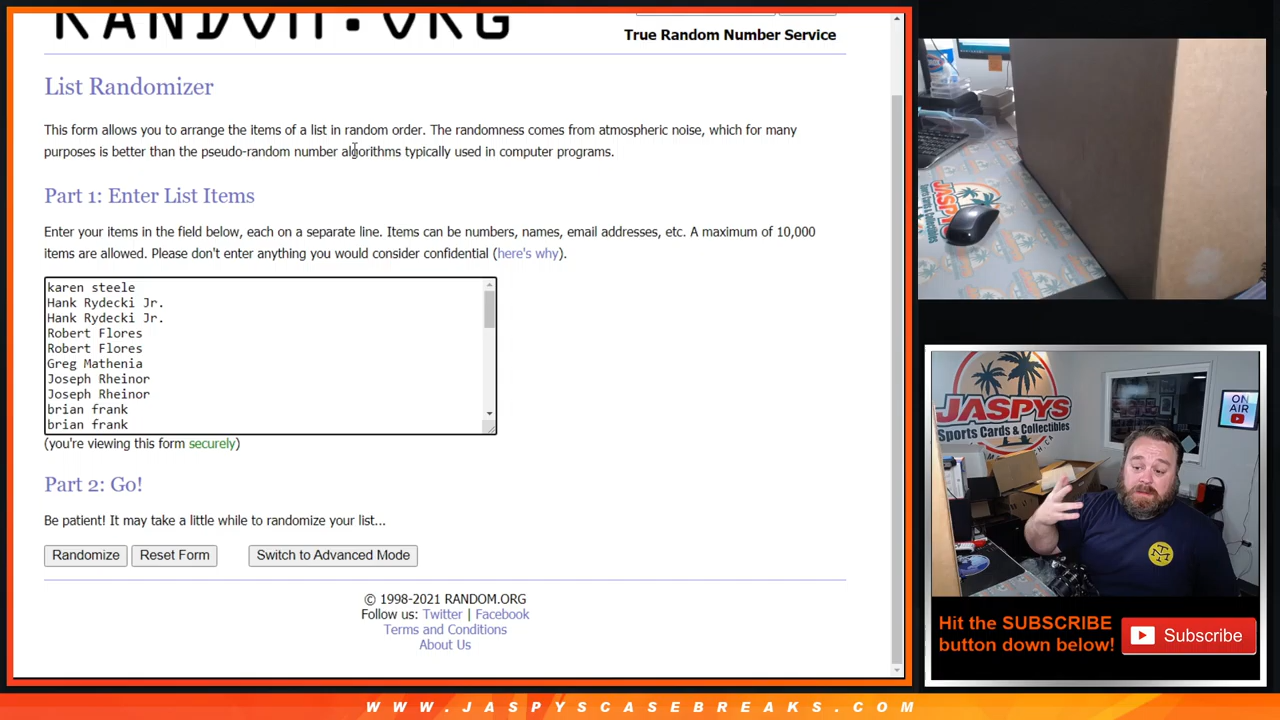 RANDOM.ORG
True Random Number Service
List Randomizer
This form allows you to arrange the items of a list in random order. The randomness comes from atmospheric noise, which for many
purposes is better than the pseudo-random number algorithms typically used in computer programs.
Part 1: Enter List Items
Enter your items in the field below, each on a separate line. Items can be numbers, names, email addresses, etc. A maximum of 10,000
items are allowed. Please don't enter anything you would consider confidential (here's why).
karen steele
Hank Rydecki Jr.
Hank Rydecki Jr.
Robert Flores
Robert Flores
Greg Mathenia
Joseph Rheinor
Joseph Rheinor
brian frank
brian frank
(you're viewing this form securely)
Part 2: Go!
Be patient! It may take a little while to randomize your list...
Randomize
Reset Form
Switch to Advanced Mode
© 1998-2021 RANDOM.ORG
Follow us: Twitter | Facebook
Terms and Conditions
About Us
JASPYS
Sports Cards & Collectibles
JASPYS
Sports Cards & Collectibles
ON
AIR
Hit the SUBSCRIBE
button down below!
Subscribe
WWW.JASPYSCASEBREAKS.COM